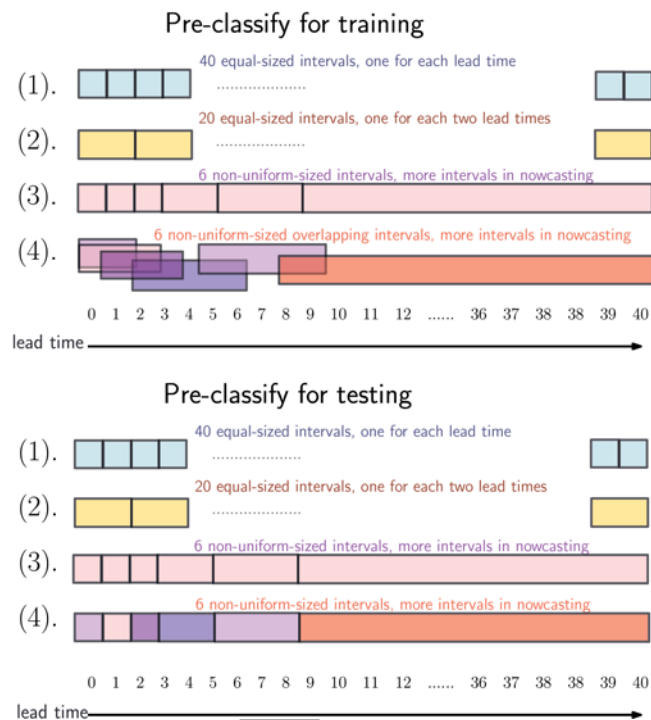 Pre-classify for training
40 equal-sized intervals, one for each lead time
(1). ......................
20 equal-sized intervals, one for each two lead times
(2). ......................
6 non-uniform-sized intervals, more intervals in nowcasting
(3).
(4). 6 non-uniform-sized overlapping intervals, more intervals in nowcasting
0 1 2 3 4 5 6 7 8 9 10 11 12 ...... 36 37 38 38 39 40
lead time
Pre-classify for testing
40 equal-sized intervals, one for each lead time
(1). ......................
20 equal-sized intervals, one for each two lead times
(2). ......................
6 non-uniform-sized intervals, more intervals in nowcasting
(3).
6 non-uniform-sized intervals, more intervals in nowcasting
(4).
0 1 2 3 4 5 6 7 8 9 10 11 12 ...... 36 37 38 38 39 40
lead time